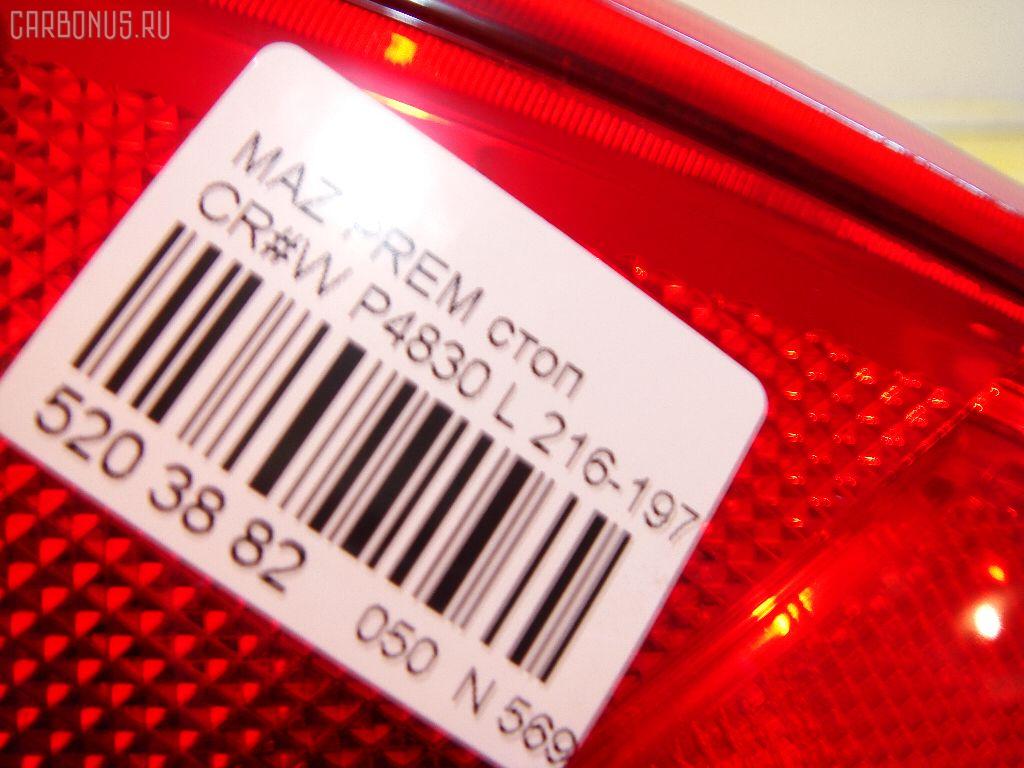 CARBONUS.RU
MAZ PREM стоп
CR#W P4830 L 216-197
520 38 82
050 N 569